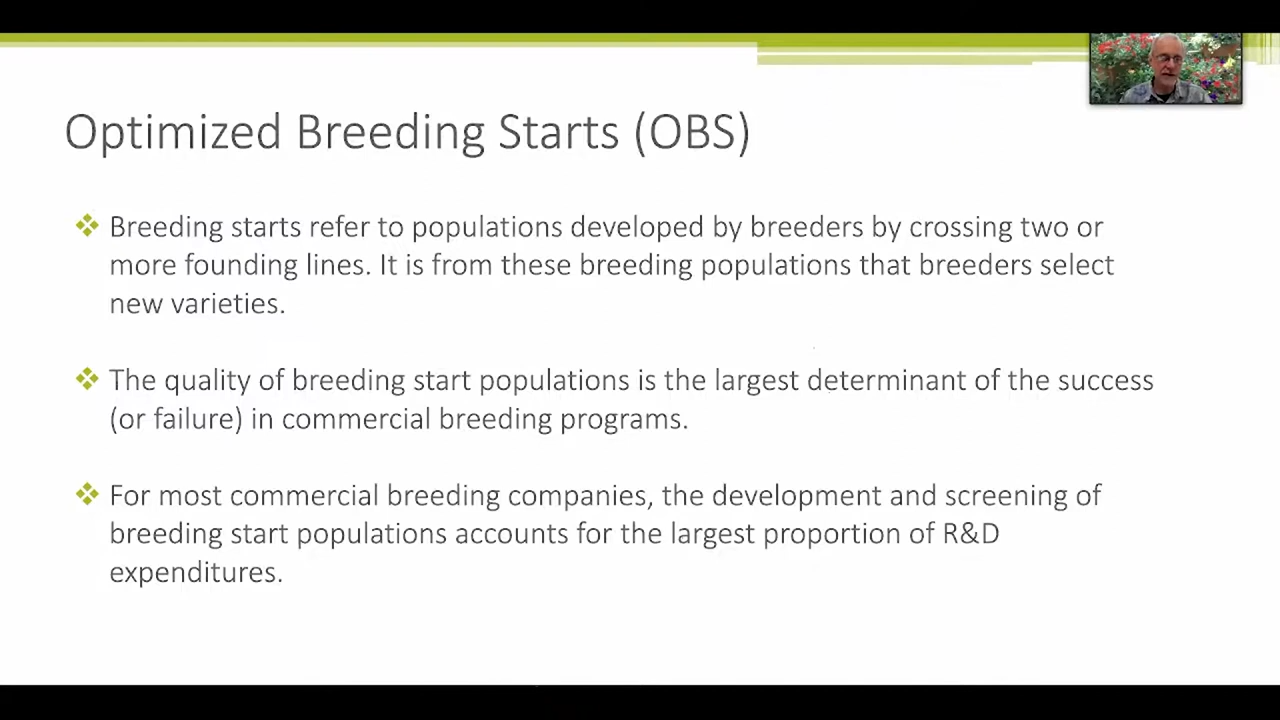 Optimized Breeding Starts (OBS)
Breeding starts refer to populations developed by breeders by crossing two or
more founding lines. It is from these breeding populations that breeders select
new varieties.
The quality of breeding start populations is the largest determinant of the success
(or failure) in commercial breeding programs.
For most commercial breeding companies, the development and screening of
breeding start populations accounts for the largest proportion of R&D
expenditures.